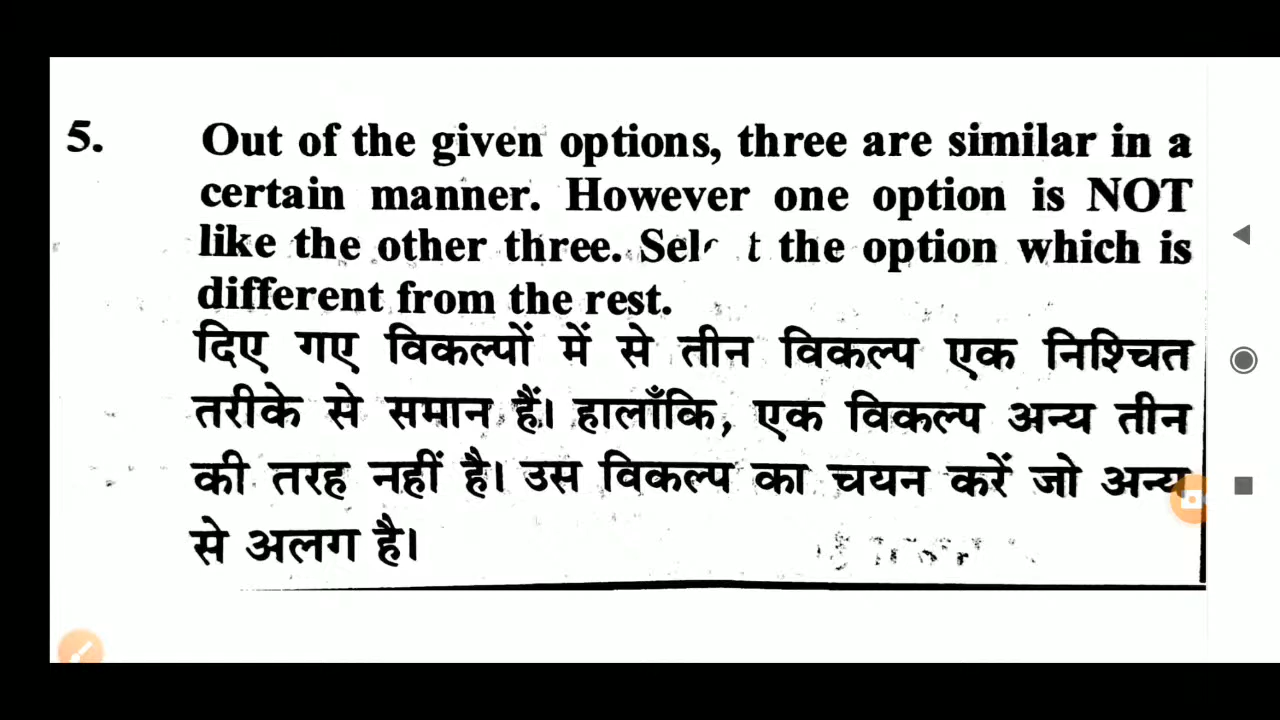 5. Out of the given options, three are similar in a
certain manner. However one option is NOT
like the other three. the option which is
different from the rest.
दिए गए विकल्पों में से तीन विकल्प एक निश्चित
तरीके से समान हैं। हालाँकि, एक विकल्प अन्य तीन
की तरह नहीं है। उस विकल्प का चयन करें जो अन्य
से अलग है।